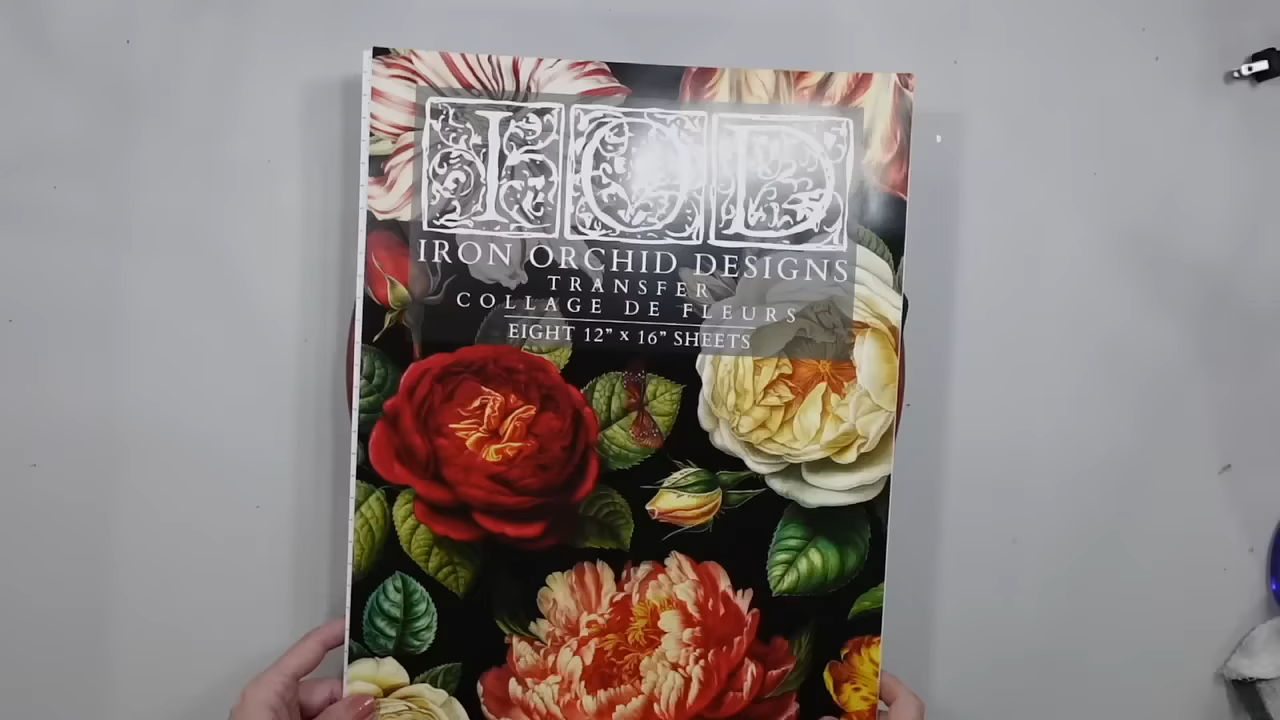 IOD
IRON ORCHID DESIGNS
TRANSFER
COLLAGE DE FLEURS
EIGHT 12” x 16” SHEETS